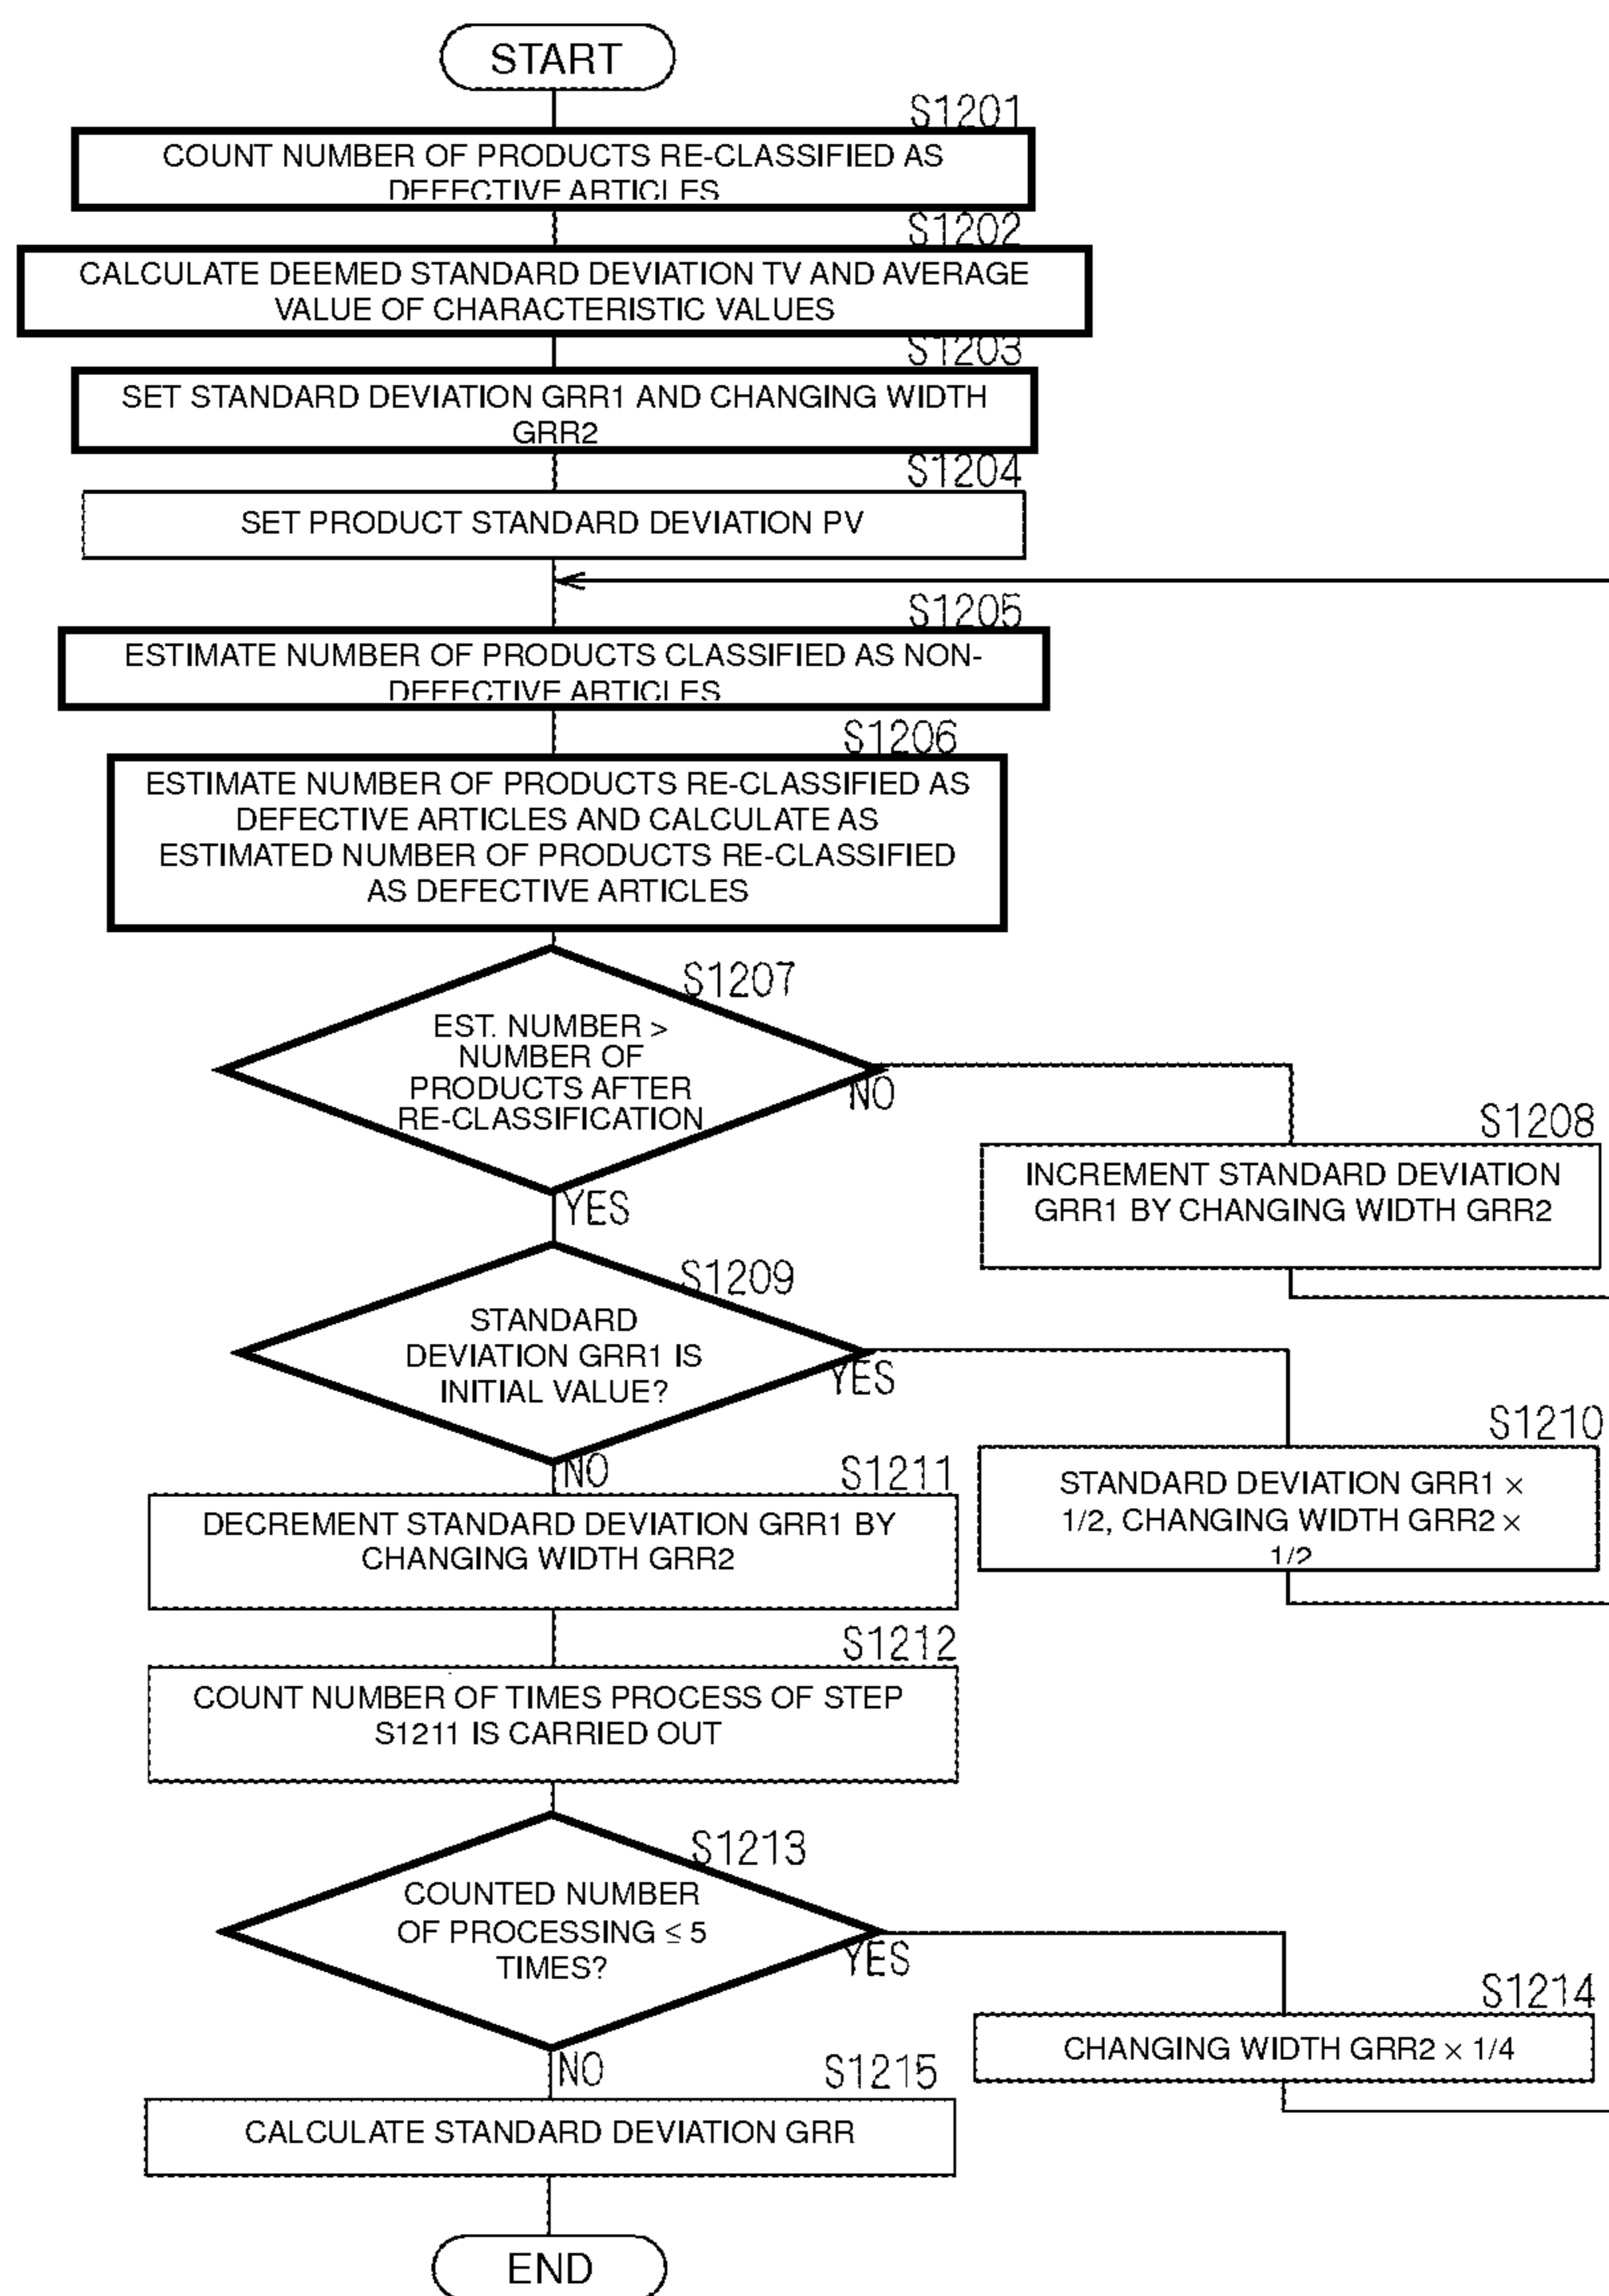 START
S1201
COUNT NUMBER OF PRODUCTS RE-CLASSIFIED AS
DEFECTIVE ARTICLES
S1202
CALCULATE DEEMED STANDARD DEVIATION TV AND AVERAGE
VALUE OF CHARACTERISTIC VALUES
S1203
SET STANDARD DEVIATION GRR1 AND CHANGING WIDTH
GRR2
S1204
SET PRODUCT STANDARD DEVIATION PV
S1205
ESTIMATE NUMBER OF PRODUCTS CLASSIFIED AS NON-
DEFECTIVE ARTICLES
S1206
ESTIMATE NUMBER OF PRODUCTS RE-CLASSIFIED AS
DEFECTIVE ARTICLES AND CALCULATE AS
ESTIMATED NUMBER OF PRODUCTS RE-CLASSIFIED
AS DEFECTIVE ARTICLES
S1207
EST. NUMBER >
NUMBER OF
PRODUCTS AFTER
RE-CLASSIFICATION
NO
S1208
INCREMENT STANDARD DEVIATION
GRR1 BY CHANGING WIDTH GRR2
YES
S1209
STANDARD
DEVIATION GRR1 IS
INITIAL VALUE?
YES
S1210
STANDARD DEVIATION GRR1 ×
1/2, CHANGING WIDTH GRR2 ×
1/2
NO
S1211
DECREMENT STANDARD DEVIATION GRR1 BY
CHANGING WIDTH GRR2
S1212
COUNT NUMBER OF TIMES PROCESS OF STEP
S1211 IS CARRIED OUT
S1213
COUNTED NUMBER
OF PROCESSING ≤ 5
TIMES?
YES
S1214
CHANGING WIDTH GRR2 × 1/4
NO
S1215
CALCULATE STANDARD DEVIATION GRR
END